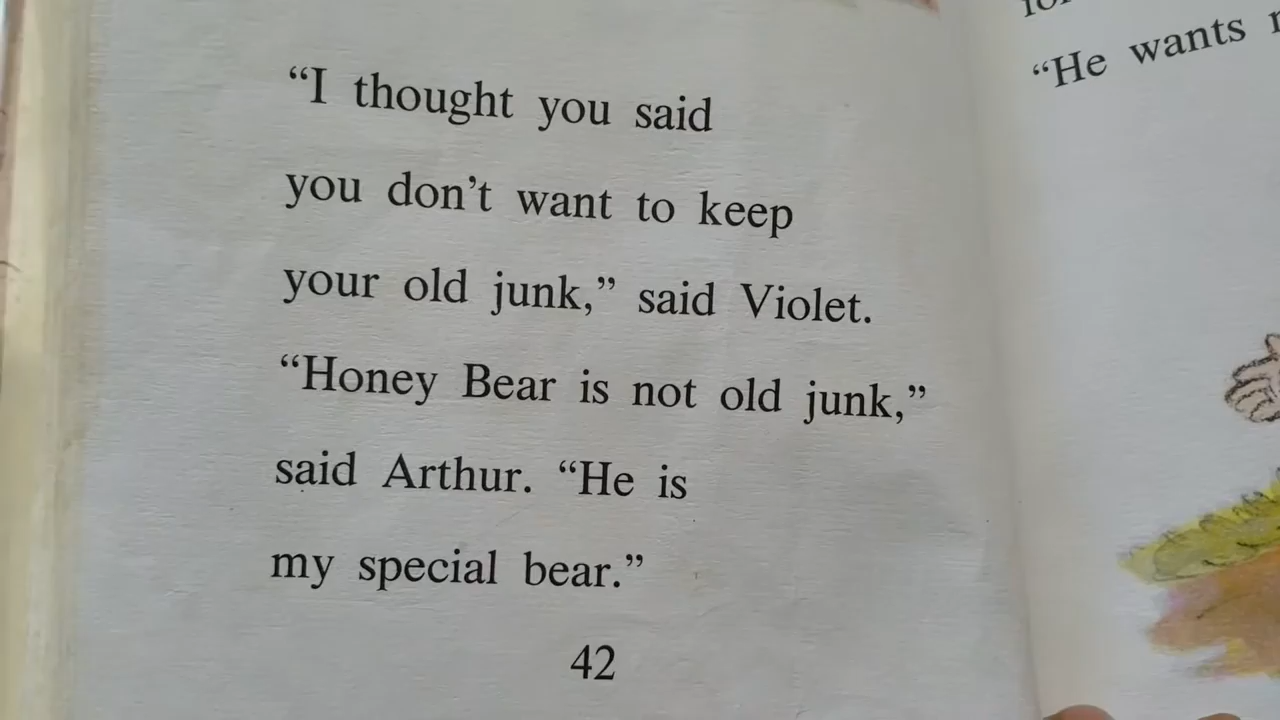 “I thought you said
you don’t want to keep
your old junk,” said Violet.
“Honey Bear is not old junk,”
said Arthur. “He is
my special bear.”
42
“He wants